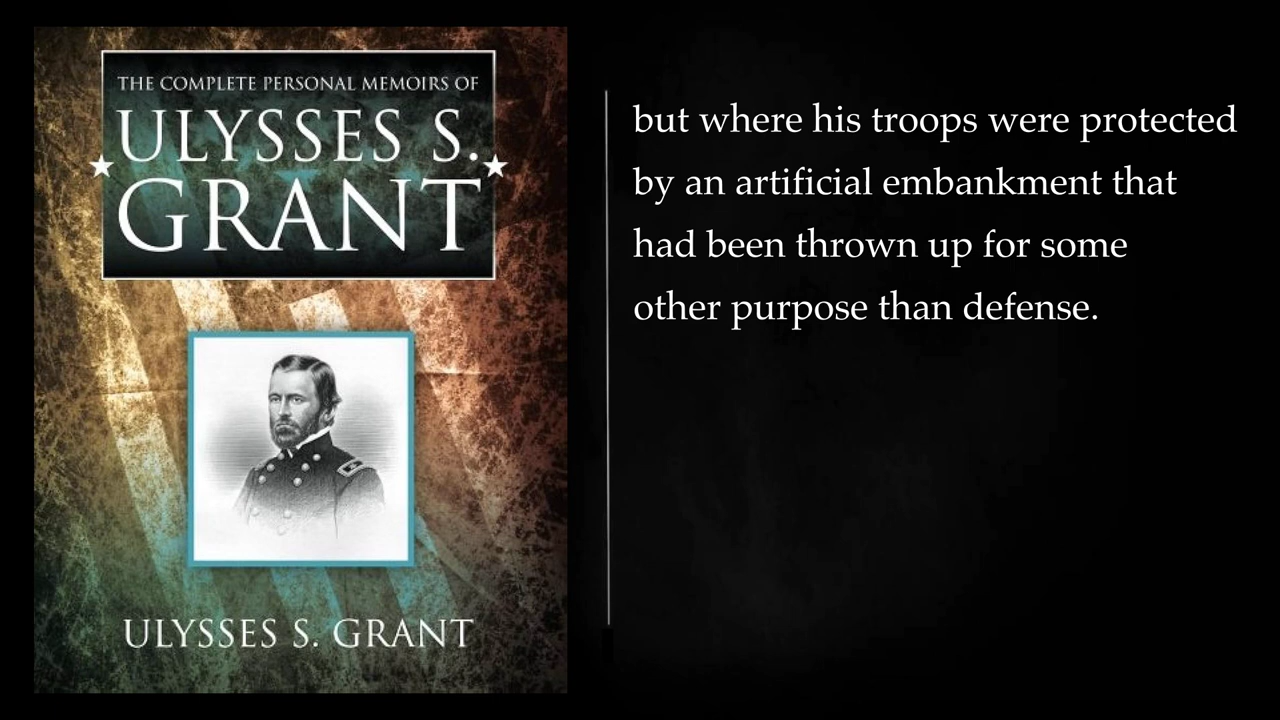 THE COMPLETE PERSONAL MEMOIRS OF
ULYSSES S.
GRANT
ULYSSES S. GRANT
but where his troops were protected
by an artificial embankment that
had been thrown up for some
other purpose than defense.